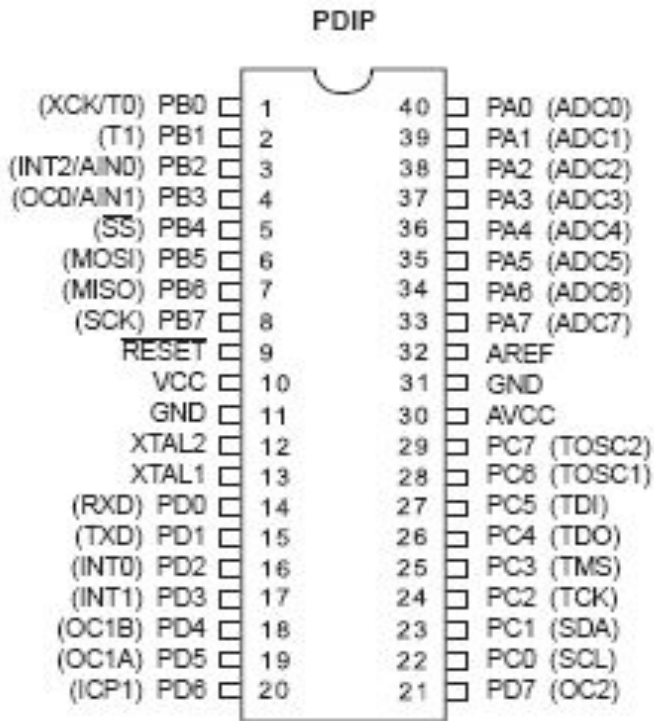 PDIP
(XCK/T0) PB0 1 40 PA0 (ADC0)
(T1) PB1 2 39 PA1 (ADC1)
(INT2/AIN0) PB2 3 38 PA2 (ADC2)
(OC0/AIN1) PB3 4 37 PA3 (ADC3)
(S̅S̅) PB4 5 36 PA4 (ADC4)
(MOSI) PB5 6 35 PA5 (ADC5)
(MISO) PB6 7 34 PA6 (ADC6)
(SCK) PB7 8 33 PA7 (ADC7)
R̅E̅S̅E̅T̅ 9 32 AREF
VCC 10 31 GND
GND 11 30 AVCC
XTAL2 12 29 PC7 (TOSC2)
XTAL1 13 28 PC6 (TOSC1)
(RXD) PD0 14 27 PC5 (TDI)
(TXD) PD1 15 26 PC4 (TDO)
(INT0) PD2 16 25 PC3 (TMS)
(INT1) PD3 17 24 PC2 (TCK)
(OC1B) PD4 18 23 PC1 (SDA)
(OC1A) PD5 19 22 PC0 (SCL)
(ICP1) PD6 20 21 PD7 (OC2)